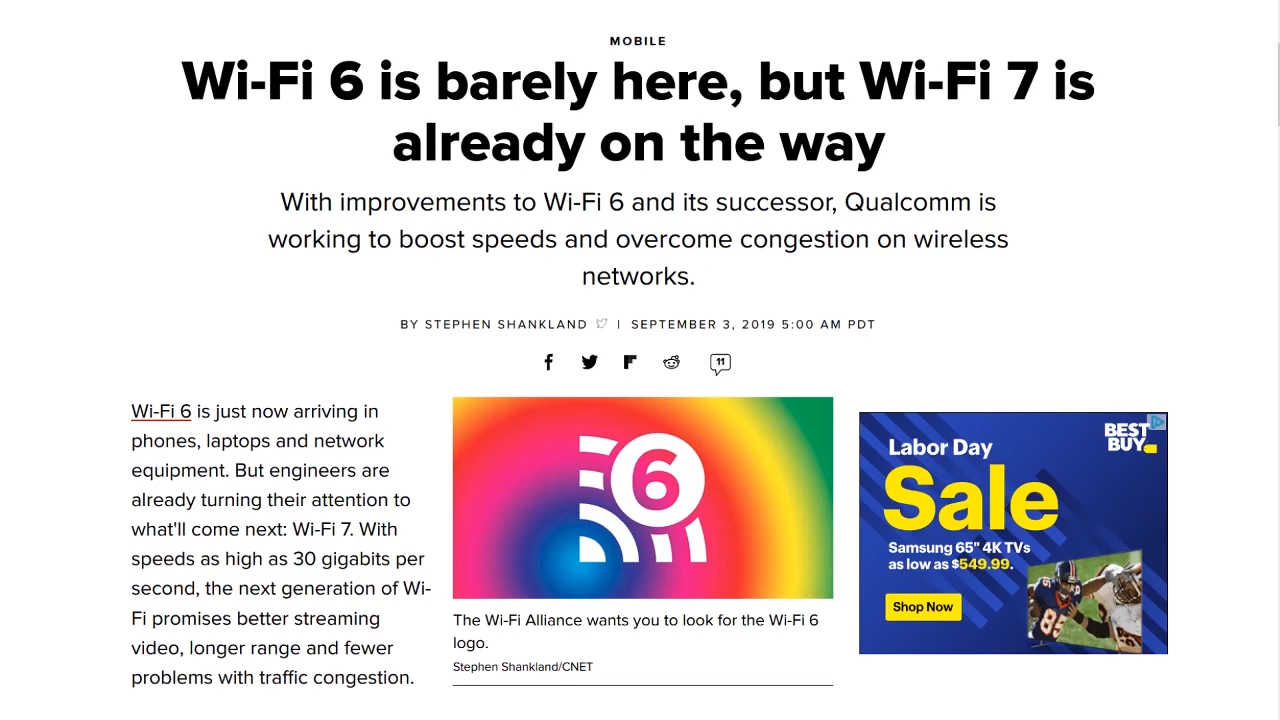 MOBILE
Wi-Fi 6 is barely here, but Wi-Fi 7 is
already on the way
With improvements to Wi-Fi 6 and its successor, Qualcomm is
working to boost speeds and overcome congestion on wireless
networks.
BY STEPHEN SHANKLAND | SEPTEMBER 3, 2019 5:00 AM PDT
11
Wi-Fi 6 is just now arriving in
phones, laptops and network
equipment. But engineers are
already turning their attention to
what'll come next: Wi-Fi 7. With
speeds as high as 30 gigabits per
second, the next generation of Wi-
Fi promises better streaming
video, longer range and fewer
problems with traffic congestion.
6
The Wi-Fi Alliance wants you to look for the Wi-Fi 6
logo.
Stephen Shankland/CNET
BEST
BUY
Labor Day
Sale
Samsung 65" 4K TVs
as low as $549.99.
Shop Now
85